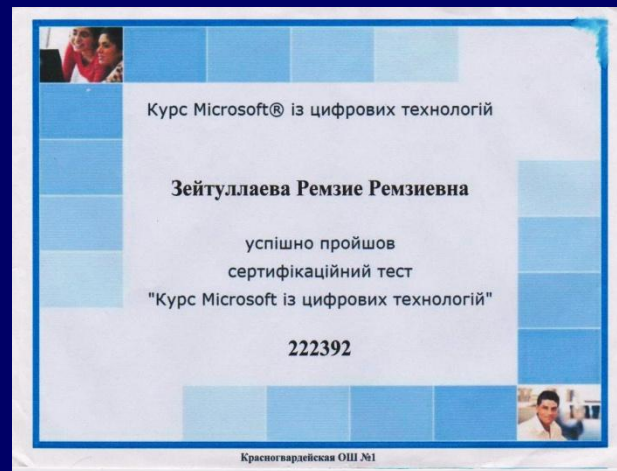 Курс Microsoft® із цифрових технологій
Зейтуллаева Ремзие Ремзиевна
успішно пройшов
сертифікаційний тест
"Курс Microsoft із цифрових технологій"
222392
Красногвардейская ОШ №1